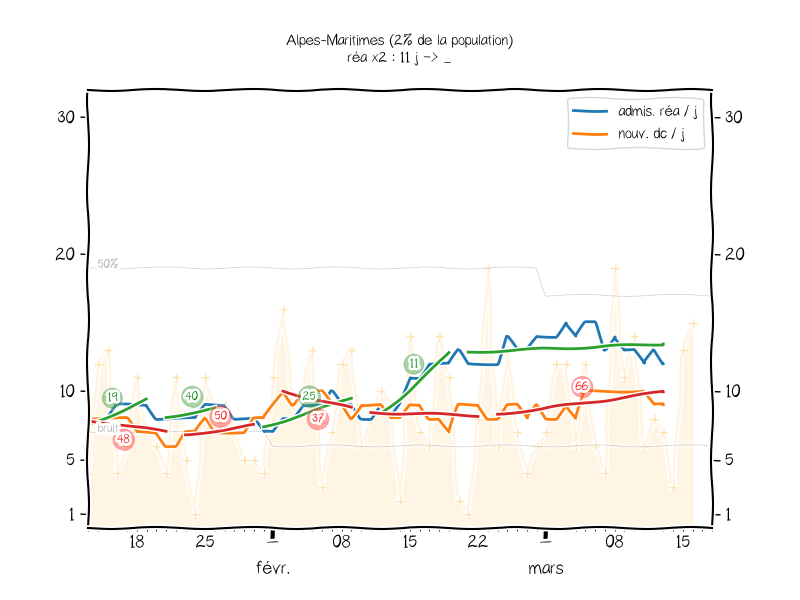 Alpes-Maritimes (2% de la population)
réa x2 : 11 j -> _
admis. réa / j
nouv. dc / j
30 30
20 20
50%
10 10
bruit
5 5
1 1
19 48 40 50 25 37 11 66
18 25 1 08 15 22 1 08 15
févr. mars